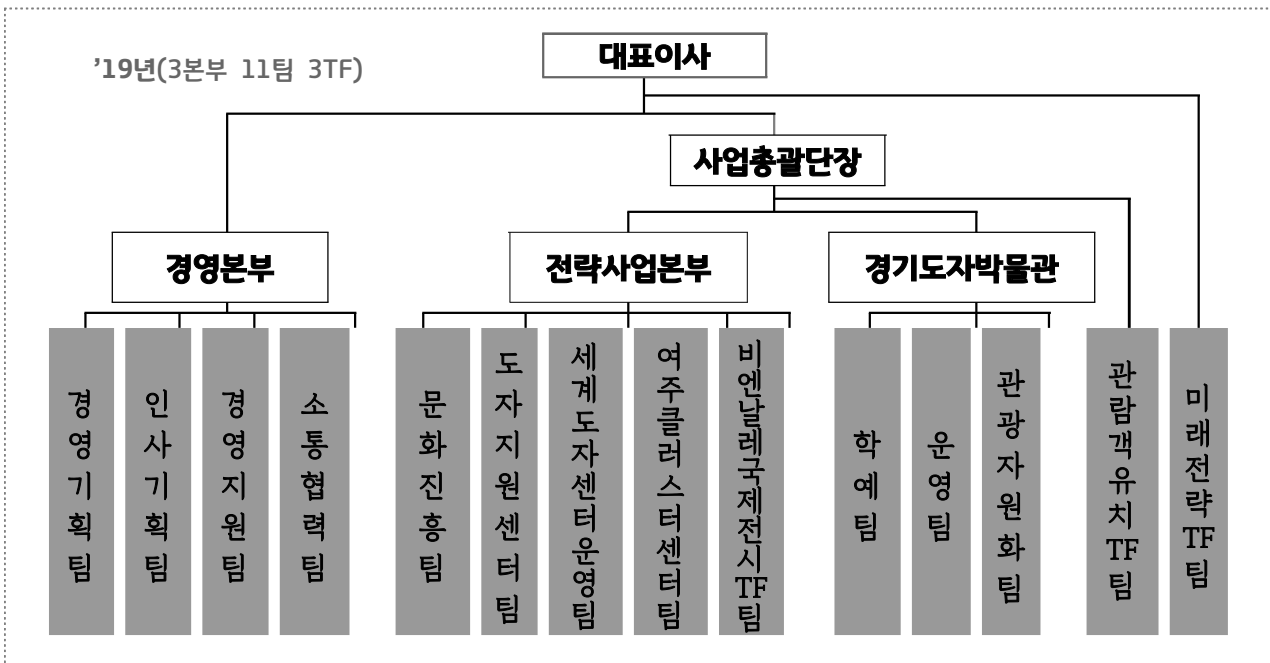 ’19년(3본부 11팀 3TF)
대표이사
사업총괄단장
경영본부
전략사업본부
경기도자박물관
경영기획팀
인사기획팀
경영지원팀
소통협력팀
문화진흥팀
도자지원센터팀
세계도자센터운영팀
여주클러스터센터팀
비엔날레국제전시TF팀
학예팀
운영팀
관광자원화팀
관람객유치TF팀
미래전략TF팀